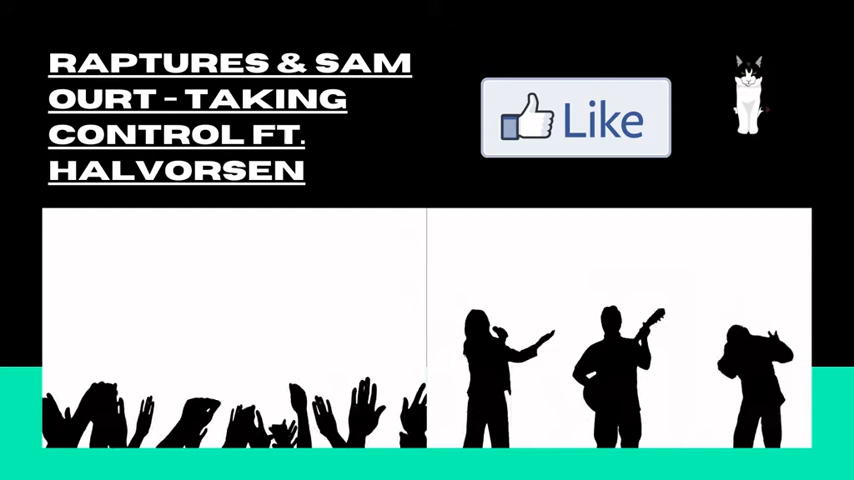 RAPTURES & SAM
OURT - TAKING
CONTROL FT.
HALVORSEN
Like